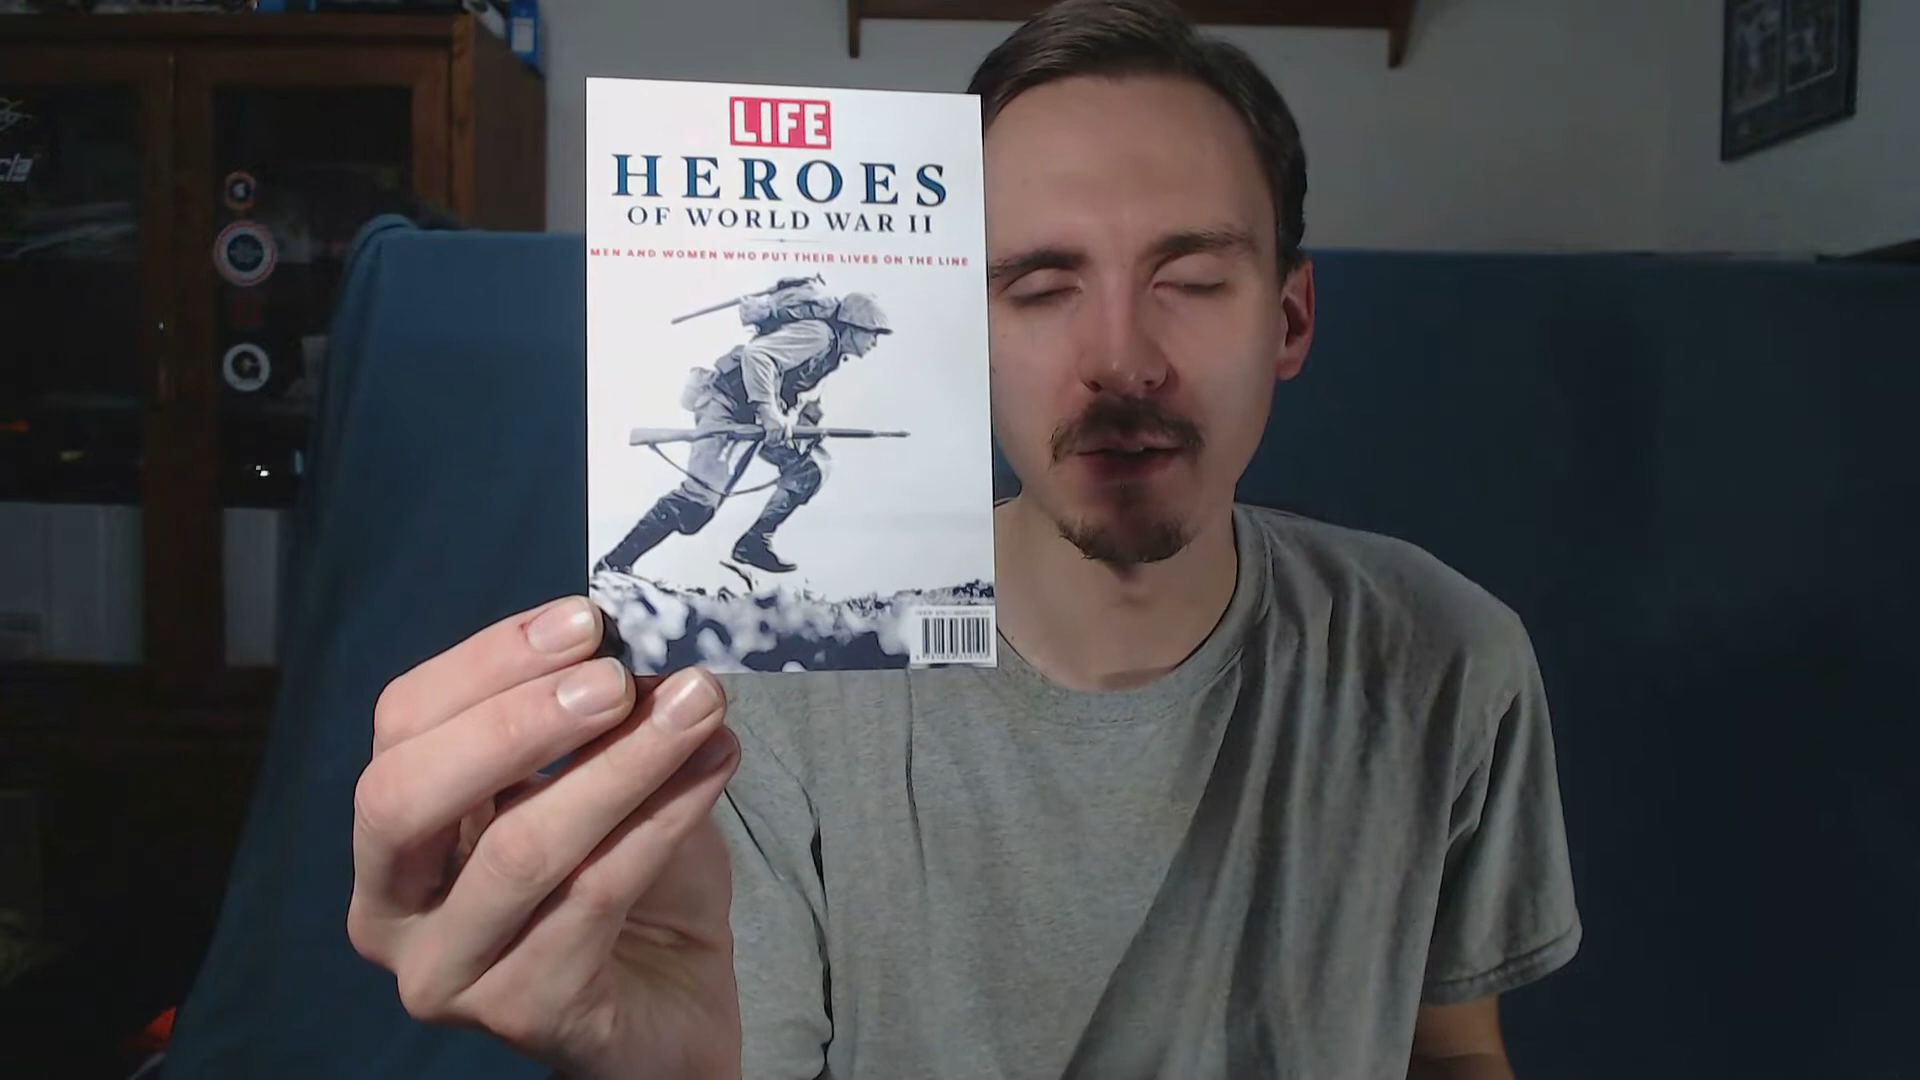 LIFE
HEROES
OF WORLD WAR II
MEN AND WOMEN WHO PUT THEIR LIVES ON THE LINE